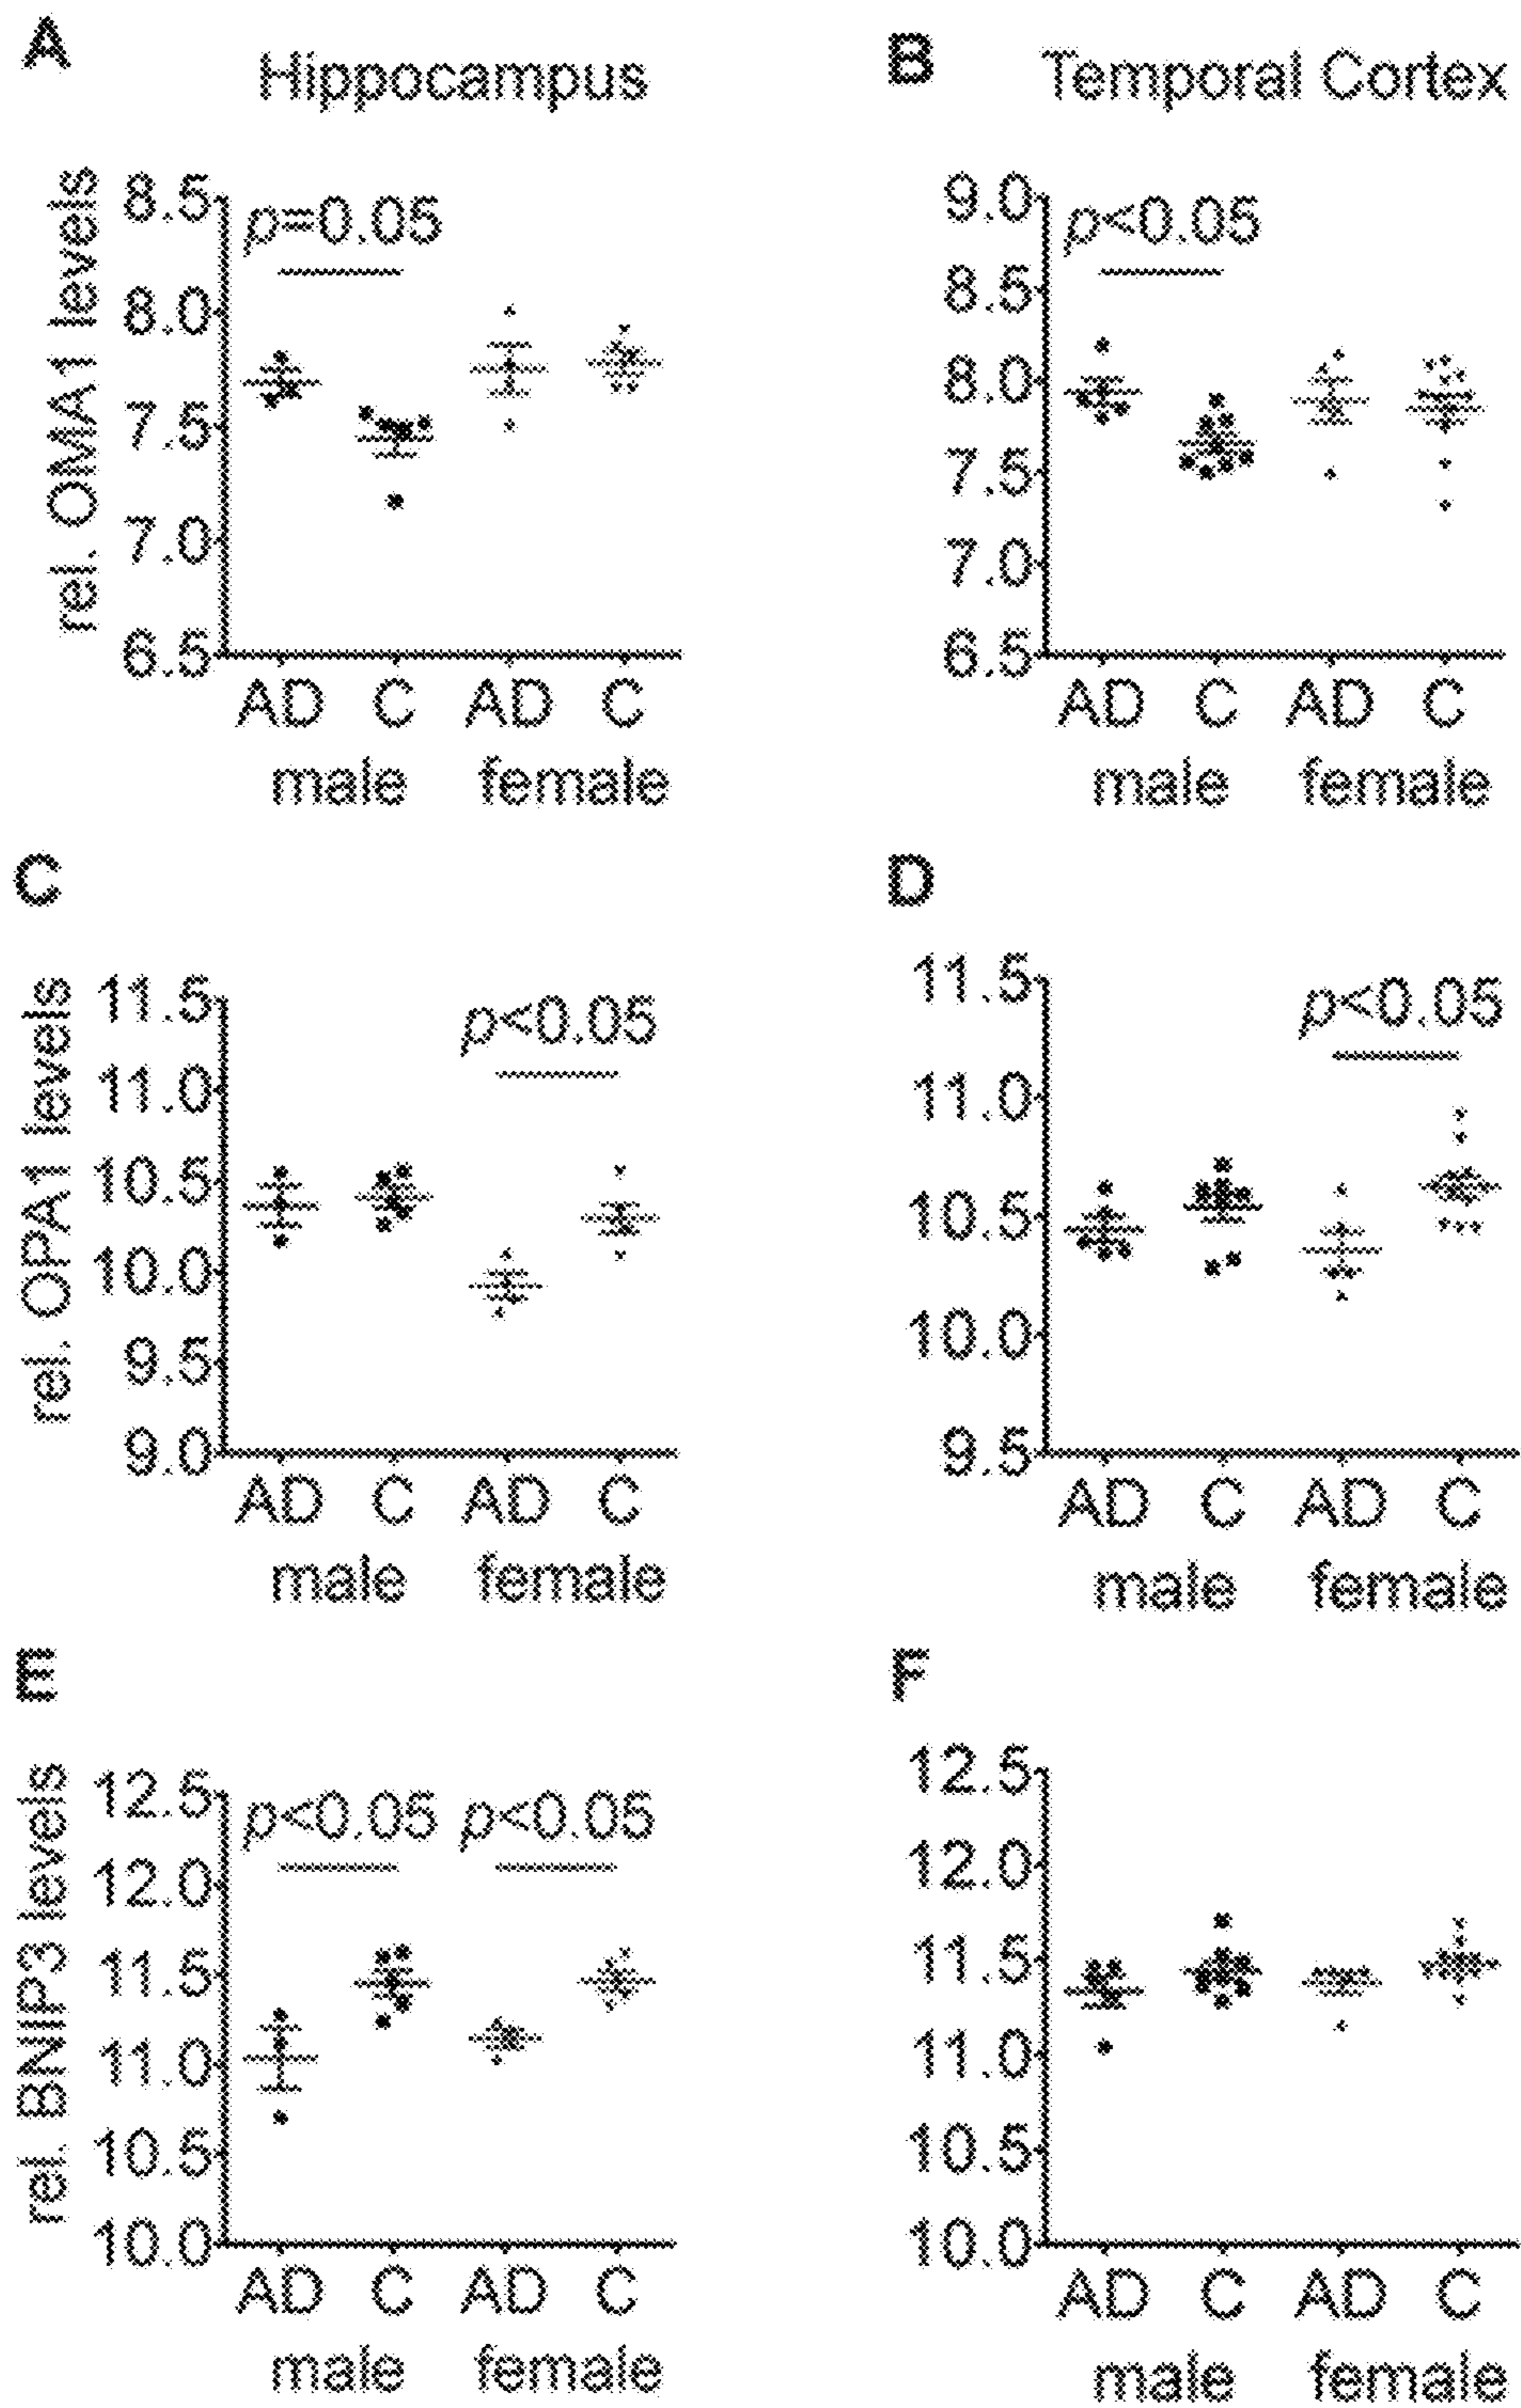 A
Hippocampus
B
Temporal Cortex
rel. OMA1 levels
8.5
8.0
7.5
7.0
6.5
p=0.05
AD C AD C
male female
9.0
8.5
8.0
7.5
7.0
6.5
p<0.05
AD C AD C
male female
C
rel. OPA1 levels
11.5
11.0
10.5
10.0
9.5
9.0
p<0.05
AD C AD C
male female
D
11.5
11.0
10.5
10.0
9.5
p<0.05
AD C AD C
male female
E
rel. BNIP3 levels
12.5
12.0
11.5
11.0
10.5
10.0
p<0.05 p<0.05
AD C AD C
male female
F
12.5
12.0
11.5
11.0
10.5
10.0
AD C AD C
male female